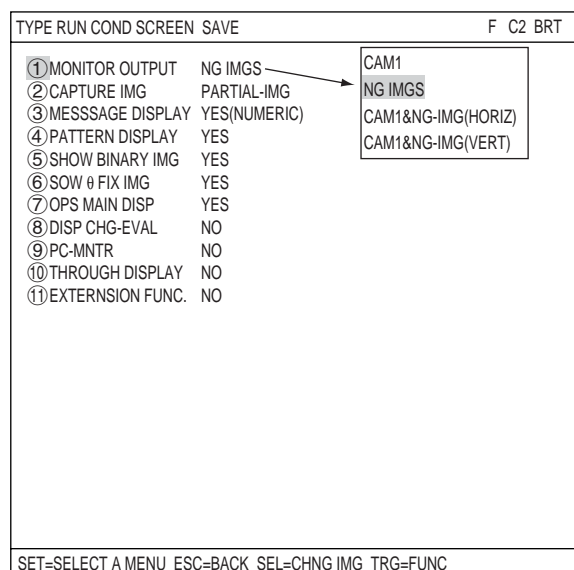 TYPE RUN COND SCREEN SAVE F C2 BRT
①MONITOR OUTPUT NG IMGS
②CAPTURE IMG PARTIAL-IMG
③MESSSAGE DISPLAY YES(NUMERIC)
④PATTERN DISPLAY YES
⑤SHOW BINARY IMG YES
⑥SOW θ FIX IMG YES
⑦OPS MAIN DISP YES
⑧DISP CHG-EVAL NO
⑨PC-MNTR NO
⑩THROUGH DISPLAY NO
⑪EXTERNSION FUNC. NO
CAM1
NG IMGS
CAM1&NG-IMG(HORIZ)
CAM1&NG-IMG(VERT)
SET=SELECT A MENU ESC=BACK SEL=CHNG IMG TRG=FUNC